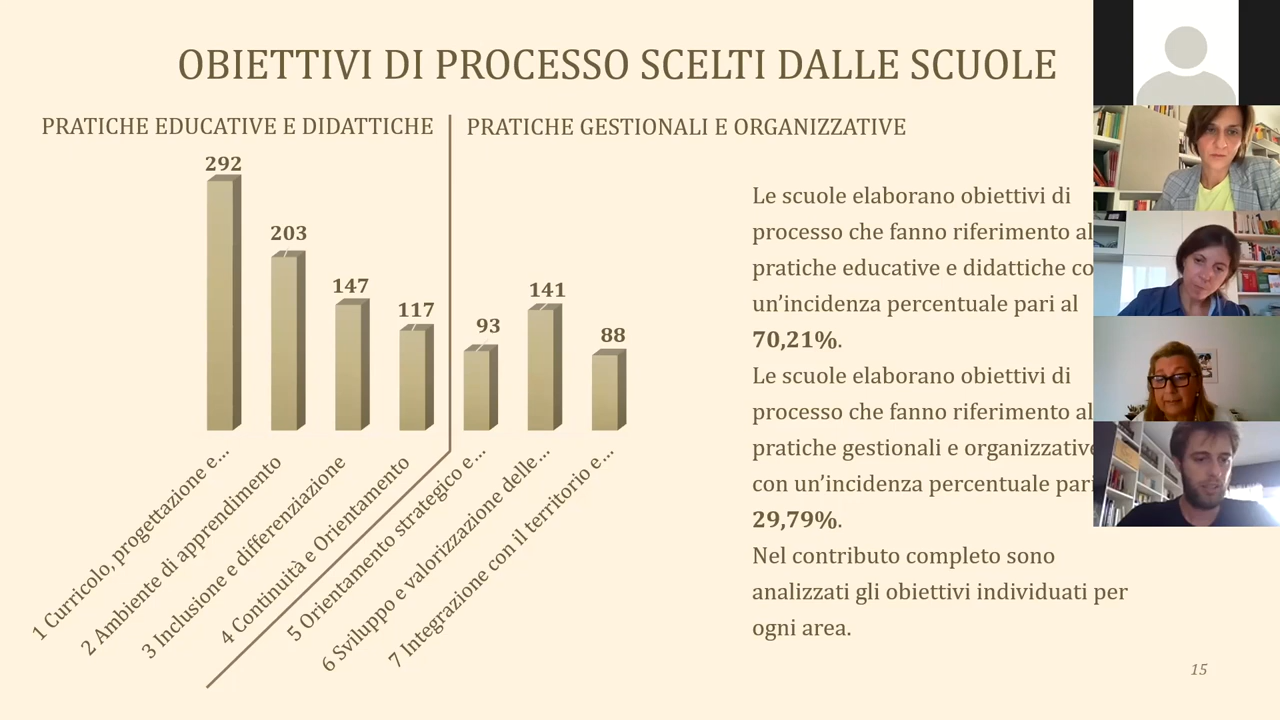 OBIETTIVI DI PROCESSO SCELTI DALLE SCUOLE
PRATICHE EDUCATIVE E DIDATTICHE
PRATICHE GESTIONALI E ORGANIZZATIVE
292
203
147
117
93
141
88
1 Curricolo, progettazione e…
2 Ambiente di apprendimento
3 Inclusione e differenziazione
4 Continuità e Orientamento
5 Orientamento strategico e…
6 Sviluppo e valorizzazione delle…
7 Integrazione con il territorio e…
Le scuole elaborano obiettivi di
processo che fanno riferimento al
pratiche educative e didattiche co
un’incidenza percentuale pari al
70,21%.
Le scuole elaborano obiettivi di
processo che fanno riferimento al
pratiche gestionali e organizzative
con un’incidenza percentuale pari
29,79%.
Nel contributo completo sono
analizzati gli obiettivi individuati per
ogni area.
15